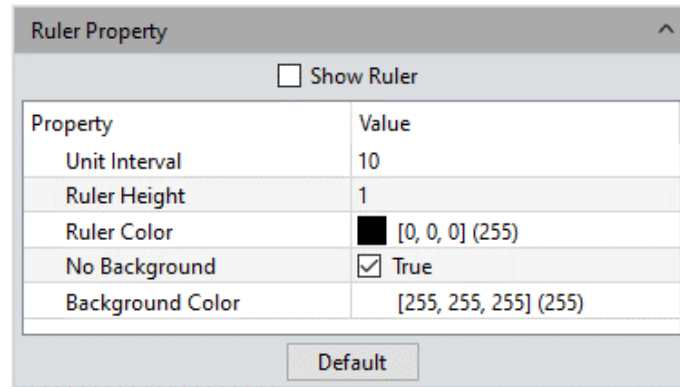 Ruler Property
Show Ruler
Property Value
Unit Interval 10
Ruler Height 1
Ruler Color [0, 0, 0] (255)
No Background True
Background Color [255, 255, 255] (255)
Default